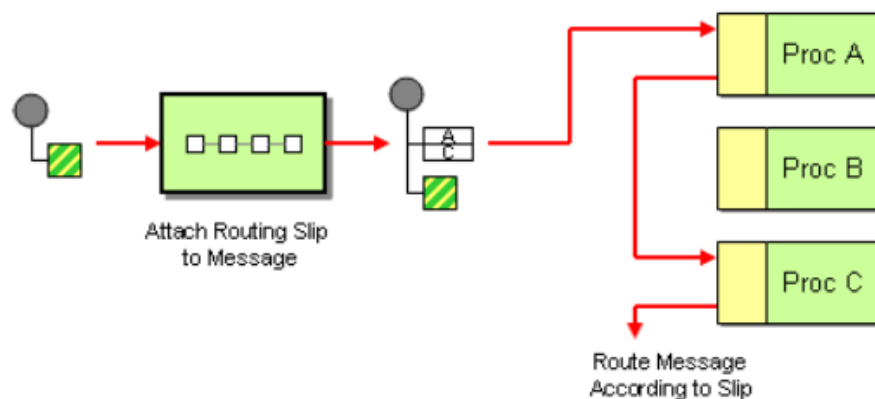 Attach Routing Slip
to Message
A
C
Proc A
Proc B
Proc C
Route Message
According to Slip